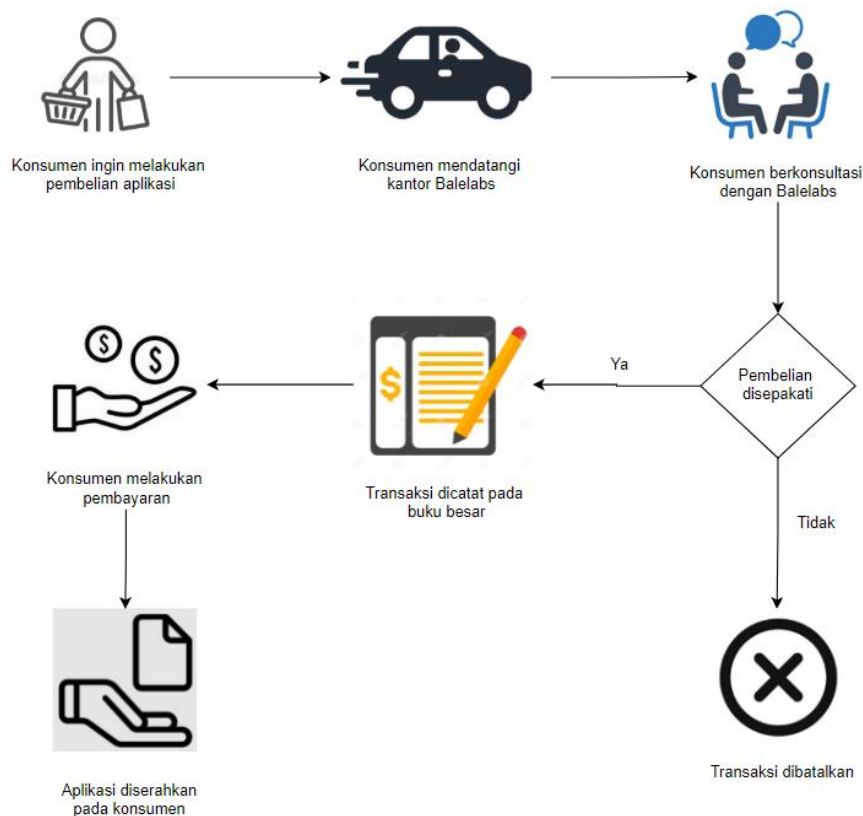 Konsumen ingin melakukan
pembelian aplikasi
Konsumen mendatangi
kantor Balelabs
Konsumen berkonsultasi
dengan Balelabs
Pembelian
disepakati
Ya
Tidak
Transaksi dicatat pada
buku besar
Konsumen melakukan
pembayaran
Aplikasi diserahkan
pada konsumen
Transaksi dibatalkan